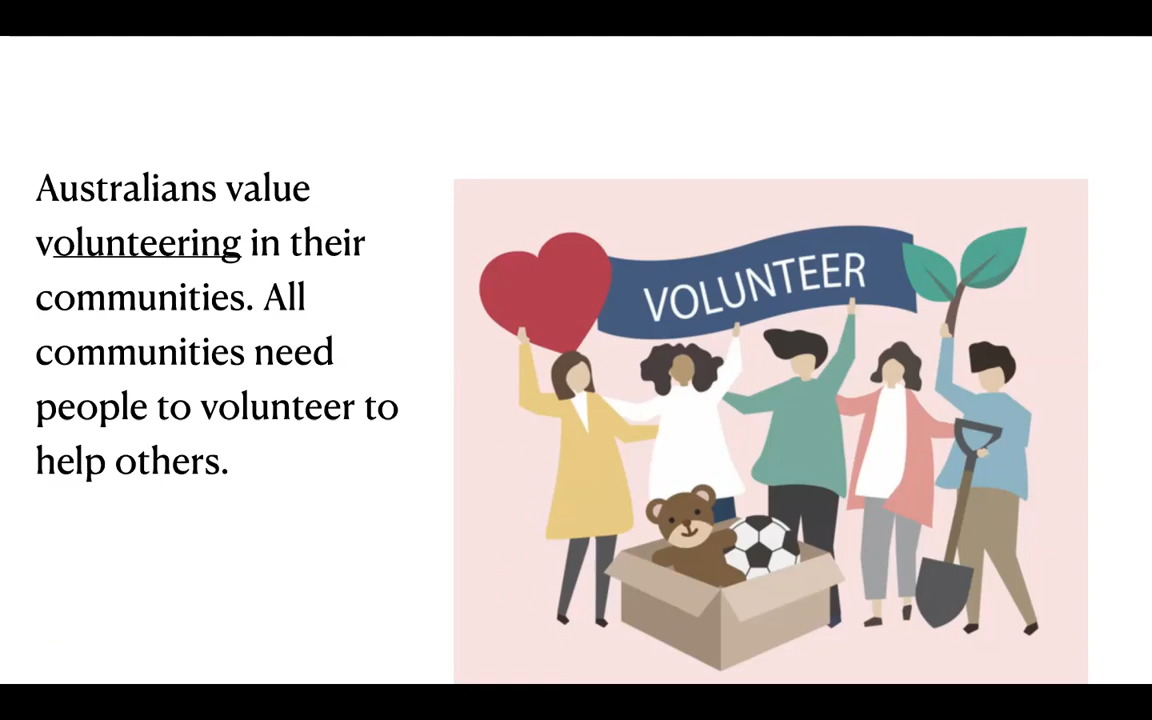 Australians value
volunteering in their
communities. All
communities need
people to volunteer to
help others.
VOLUNTEER